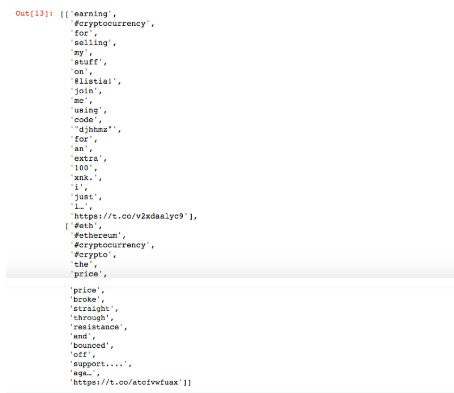 Out[13]: [['earning',
'#cryptocurrency',
'for',
'selling',
'my',
'stuff',
'on',
'@listia!',
'join',
'me',
'using',
'code',
'"djhhmz"',
'for',
'an',
'extra',
'100',
'xnk.',
'i',
'just',
'l…',
'https://t.co/v2xdaalyc9'],
['#eth',
'#ethereum',
'#cryptocurrency',
'#crypto',
'the',
'price',
'price',
'broke',
'straight',
'through',
'resistance',
'and',
'bounced',
'off',
'support....',
'aga…',
'https://t.co/atcfvwfuax']]